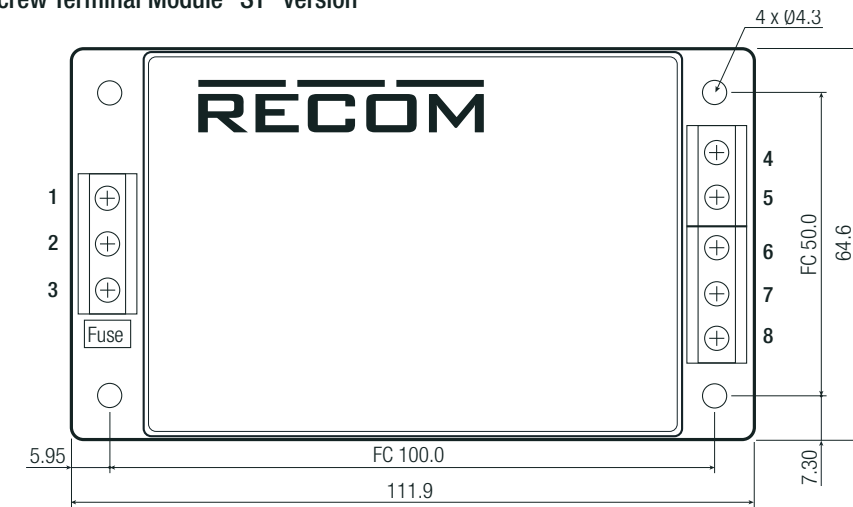 Screw Terminal Module "ST" version
4 x Ø4.3
RECOM
1
2
3
Fuse
4
5
6
7
8
FC 50.0
64.6
5.95
FC 100.0
7.30
111.9